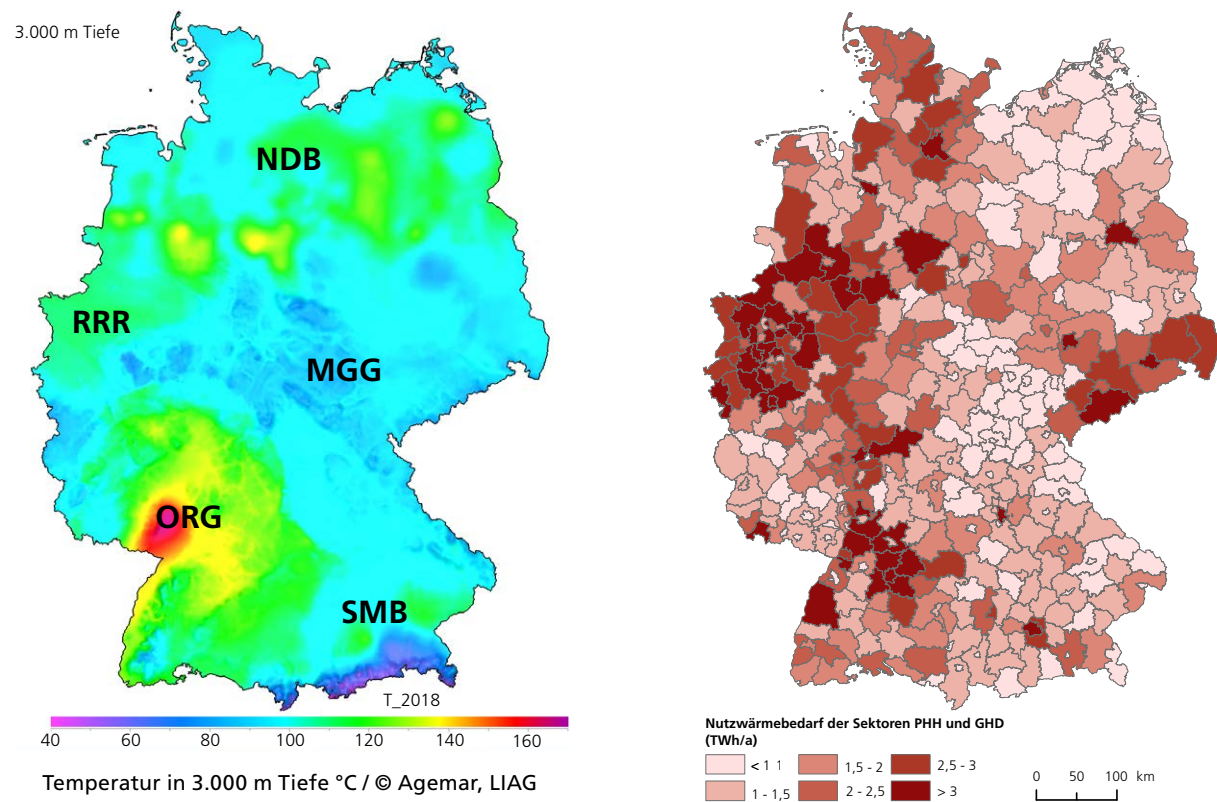 3.000 m Tiefe
NDB
RRR
MGG
ORG
SMB
T_2018
40 60 80 100 120 140 160
Temperatur in 3.000 m Tiefe °C / © Agemar, LIAG
Nutzwärmebedarf der Sektoren PHH und GHD
(TWh/a)
< 1 1 1,5 - 2 2,5 - 3
1 - 1,5 2 - 2,5 > 3
0 50 100 km